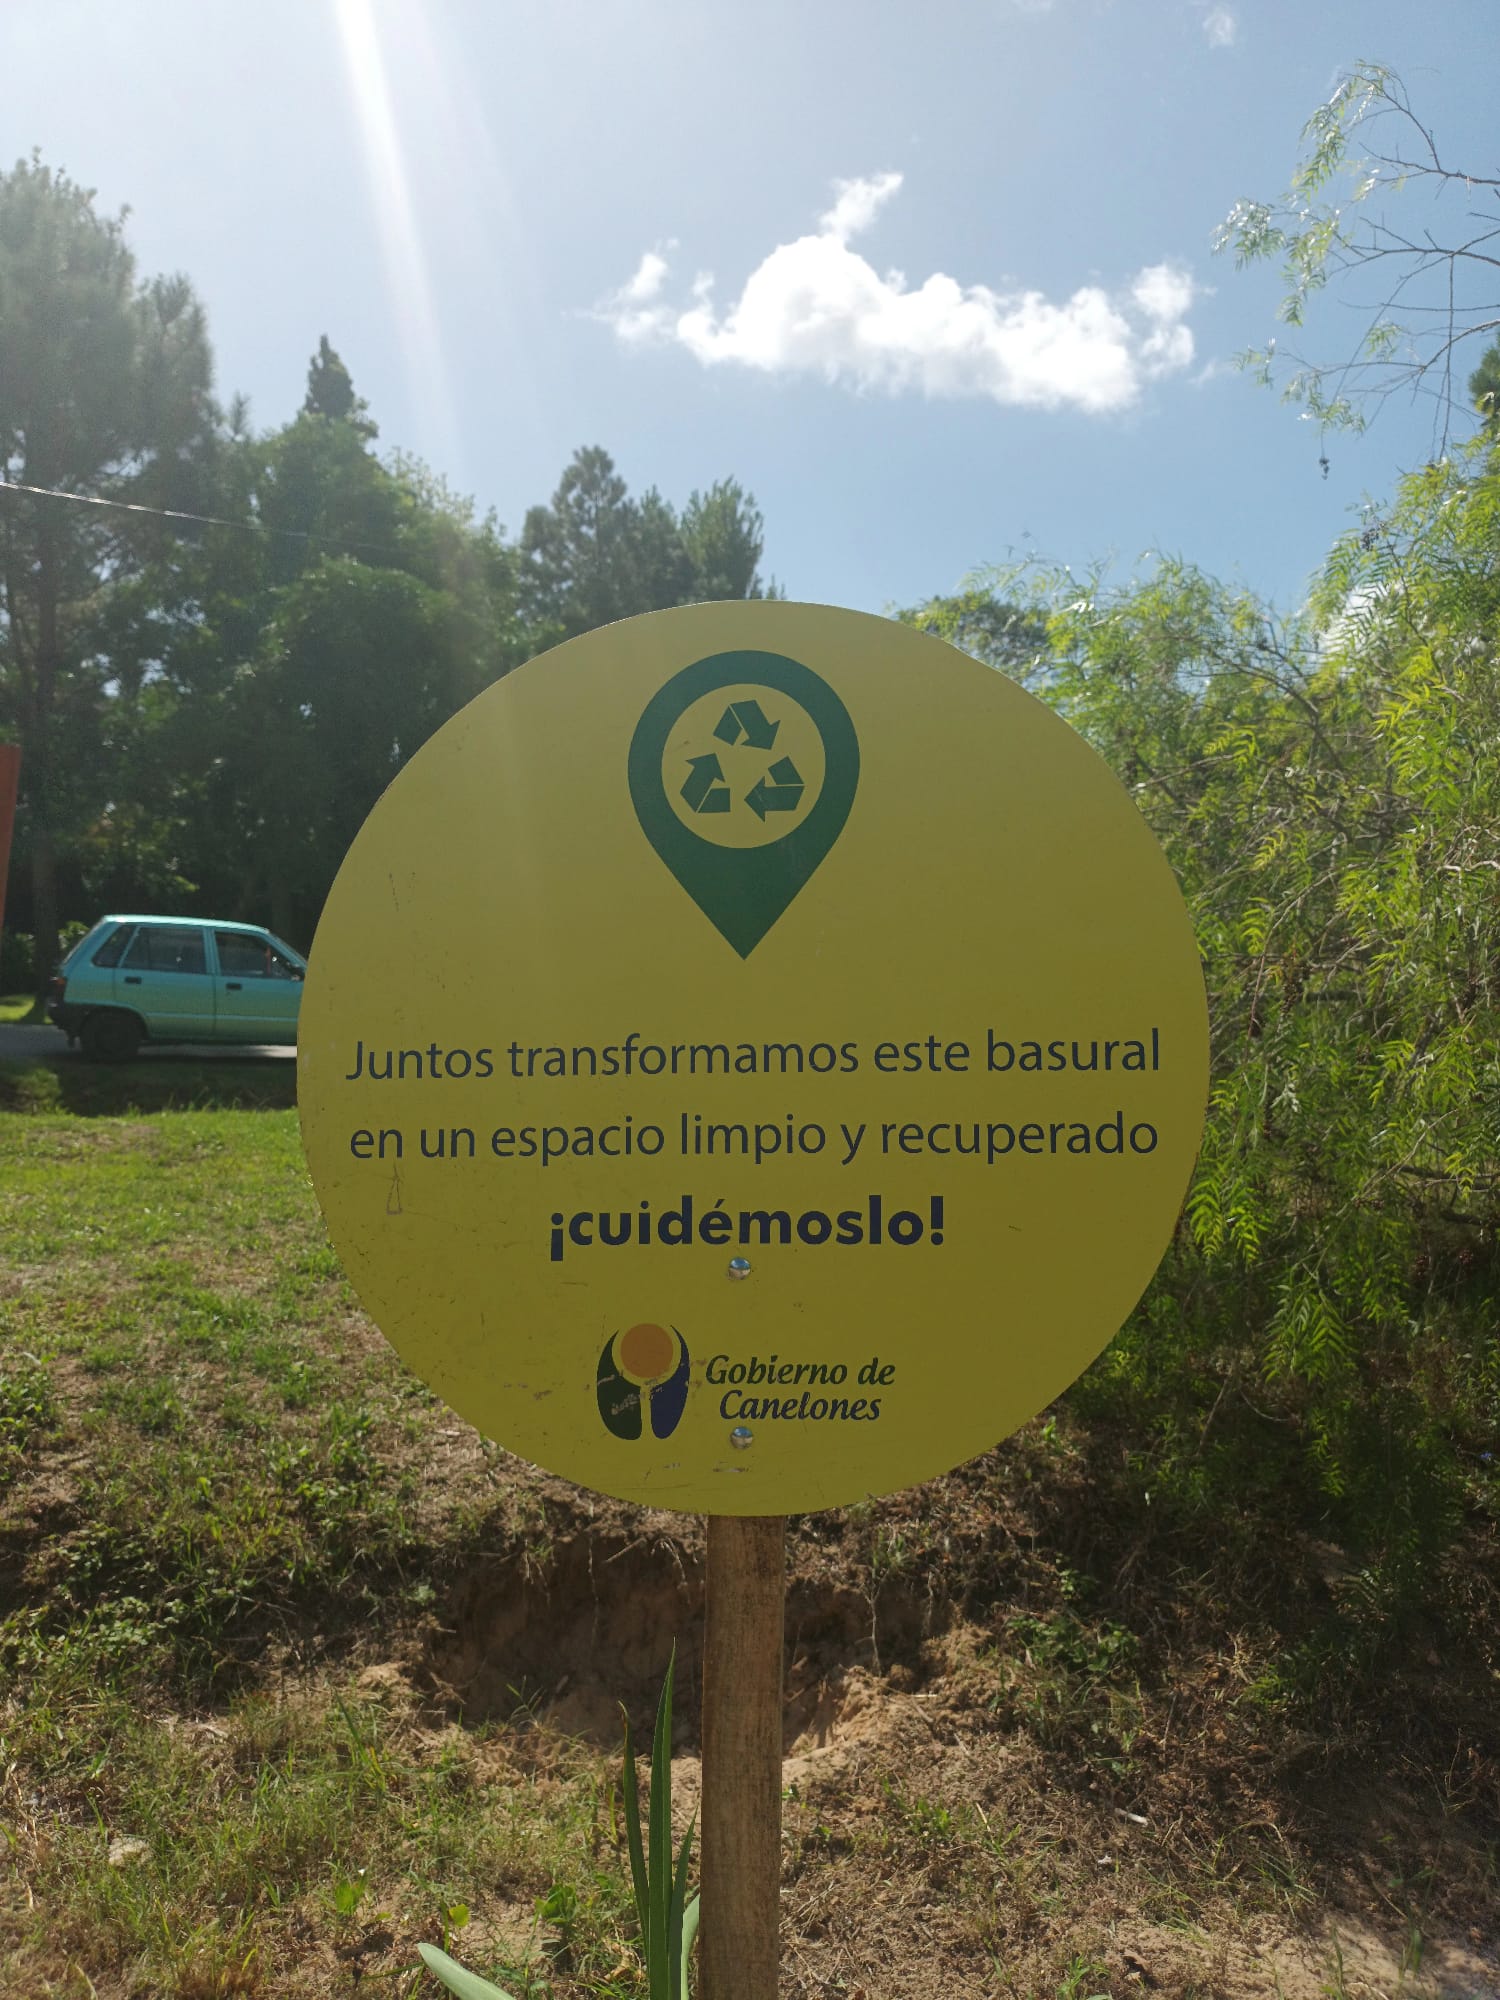 Juntos transformamos este basural
en un espacio limpio y recuperado
¡cuidémoslo!
Gobierno de
Canelones